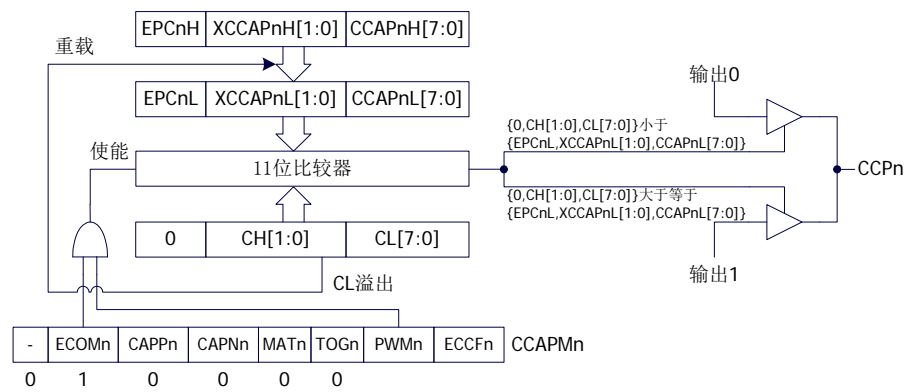 EPCnH XCCAPnH[1:0] CCAPnH[7:0]
重载
EPCnL XCCAPnL[1:0] CCAPnL[7:0]
输出0
{0,CH[1:0],CL[7:0]}小于
{EPCnL,XCCAPnL[1:0],CCAPnL[7:0]}
使能
11位比较器
CCPn
{0,CH[1:0],CL[7:0]}大于等于
{EPCnL,XCCAPnL[1:0],CCAPnL[7:0]}
0 CH[1:0] CL[7:0]
输出1
CL溢出
- ECOMn CAPPn CAPNn MATn TOGn PWMn ECCFn CCAPMn
0 1 0 0 0 0